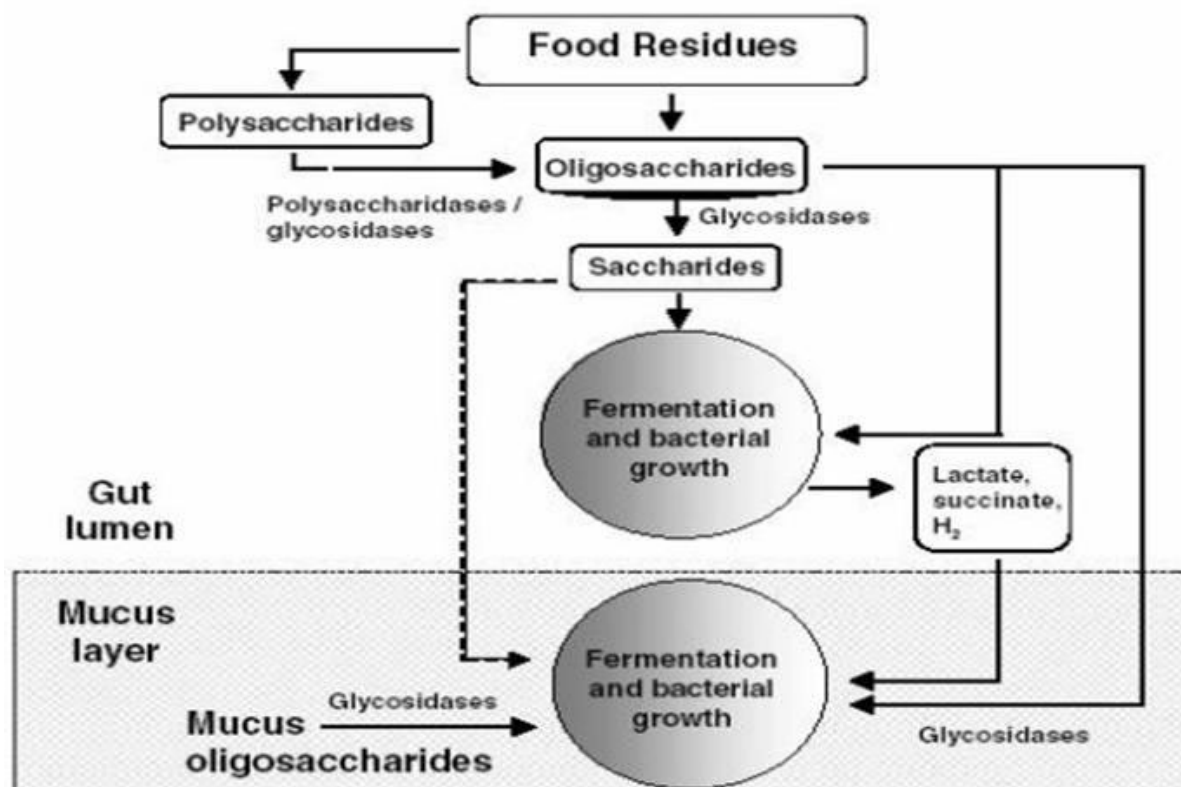 Food Residues
Polysaccharides
Oligosaccharides
Polysaccharidases /
glycosidases
Glycosidases
Saccharides
Fermentation
and bacterial
growth
Lactate,
succinate,
H₂
Gut
lumen
Mucus
layer
Fermentation
and bacterial
growth
Glycosidases
Mucus
oligosaccharides
Glycosidases